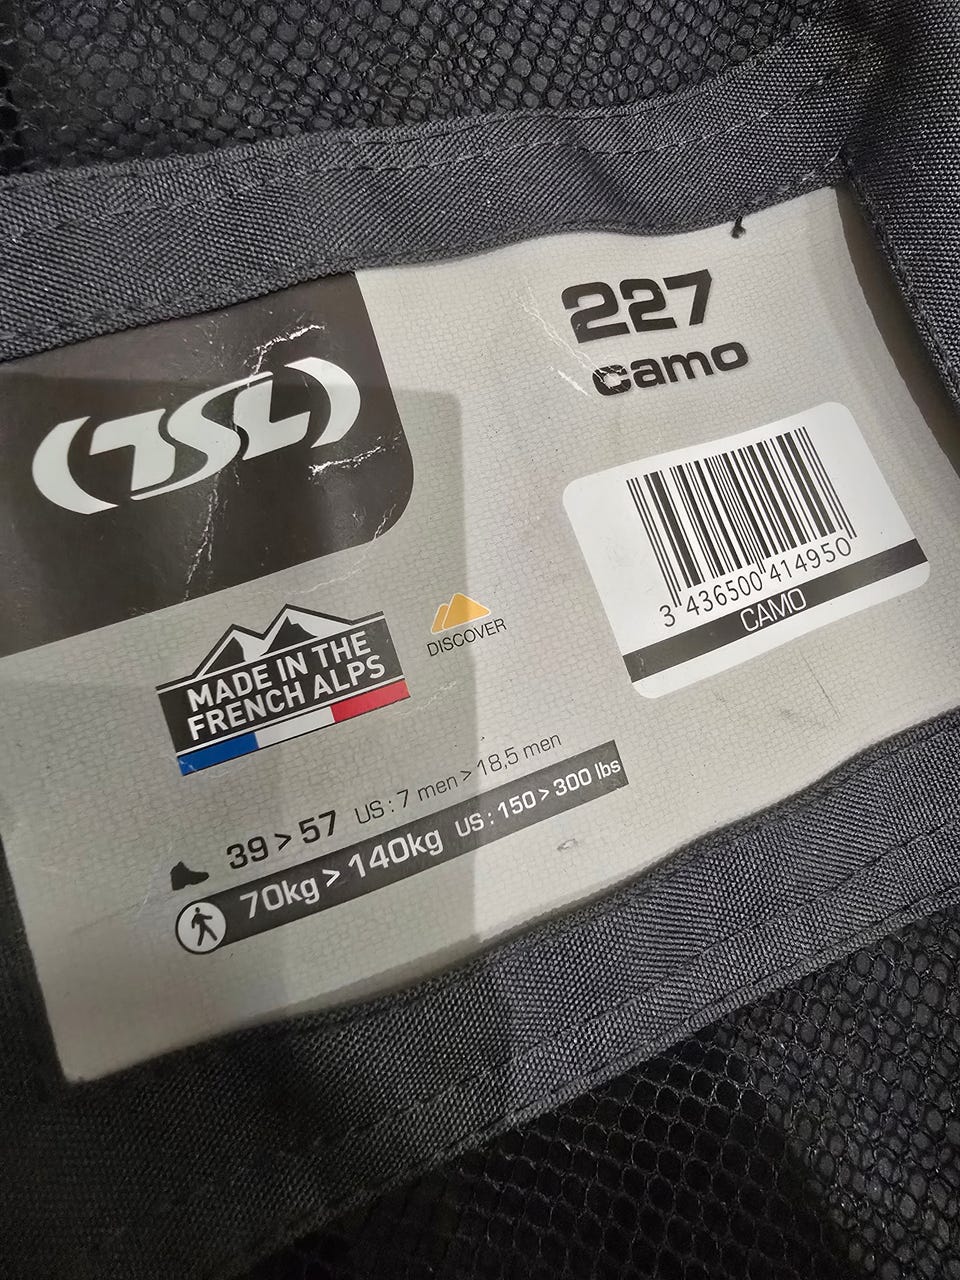 TSL
227
camo
3 436500 414950
CAMO
MADE IN THE
FRENCH ALPS
DISCOVER
39 > 57 US : 7 men > 18,5 men
70kg > 140kg US : 150 > 300 lbs